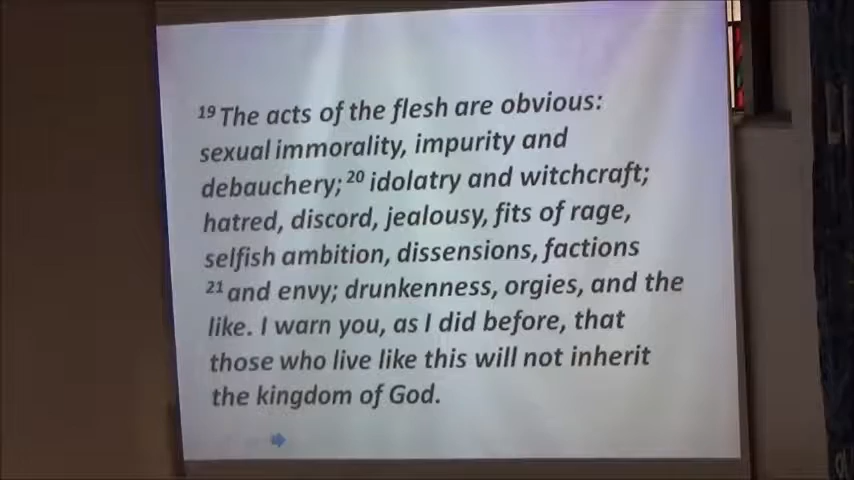 19 The acts of the flesh are obvious:
sexual immorality, impurity and
debauchery; 20 idolatry and witchcraft;
hatred, discord, jealousy, fits of rage,
selfish ambition, dissensions, factions
21 and envy; drunkenness, orgies, and the
like. I warn you, as I did before, that
those who live like this will not inherit
the kingdom of God.